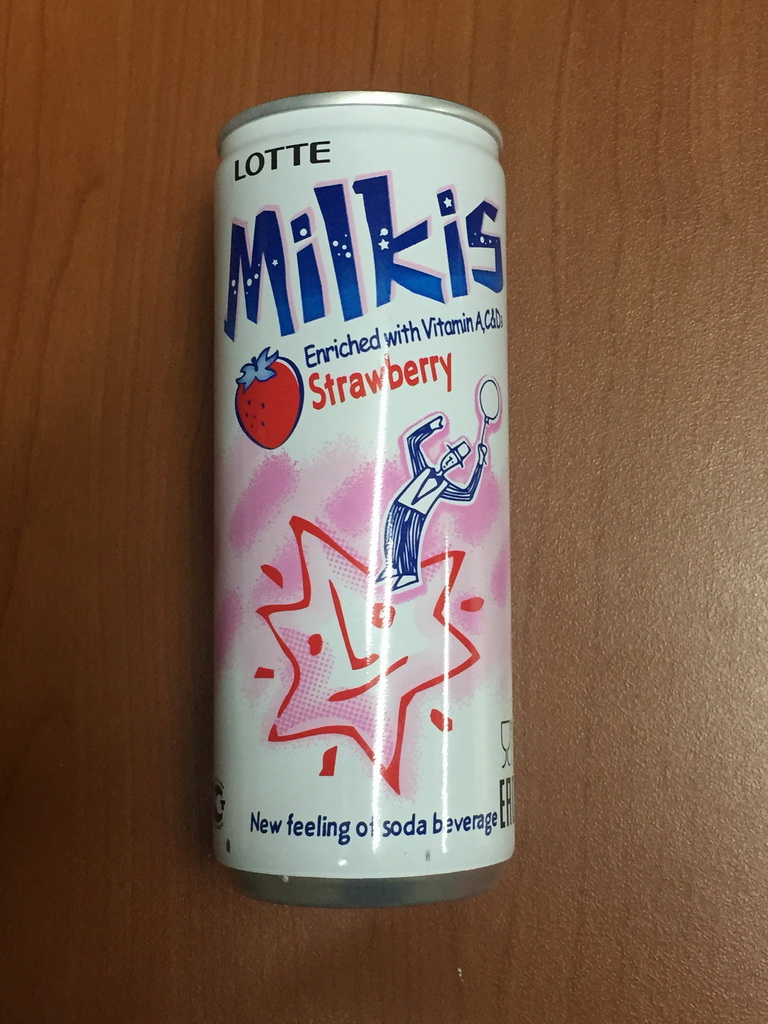 LOTTE
Milkis
Enriched with Vitamin A,C&D3
Strawberry
New feeling of soda beverage